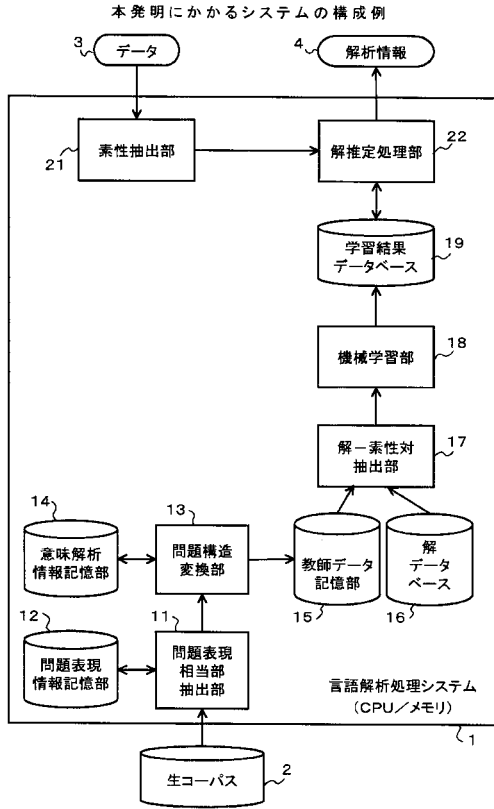 本発明にかかるシステムの構成例
3
データ
4
解析情報
21
素性抽出部
22
解推定処理部
19
学習結果
データベース
18
機械学習部
17
解－素性対
抽出部
14
意味解析
情報記憶部
13
問題構造
変換部
教師データ
記憶部
15
解
データ
ベース
16
12
問題表現
情報記憶部
11
問題表現
相当部
抽出部
言語解析処理システム
(CPU／メモリ)
1
生コーパス
2